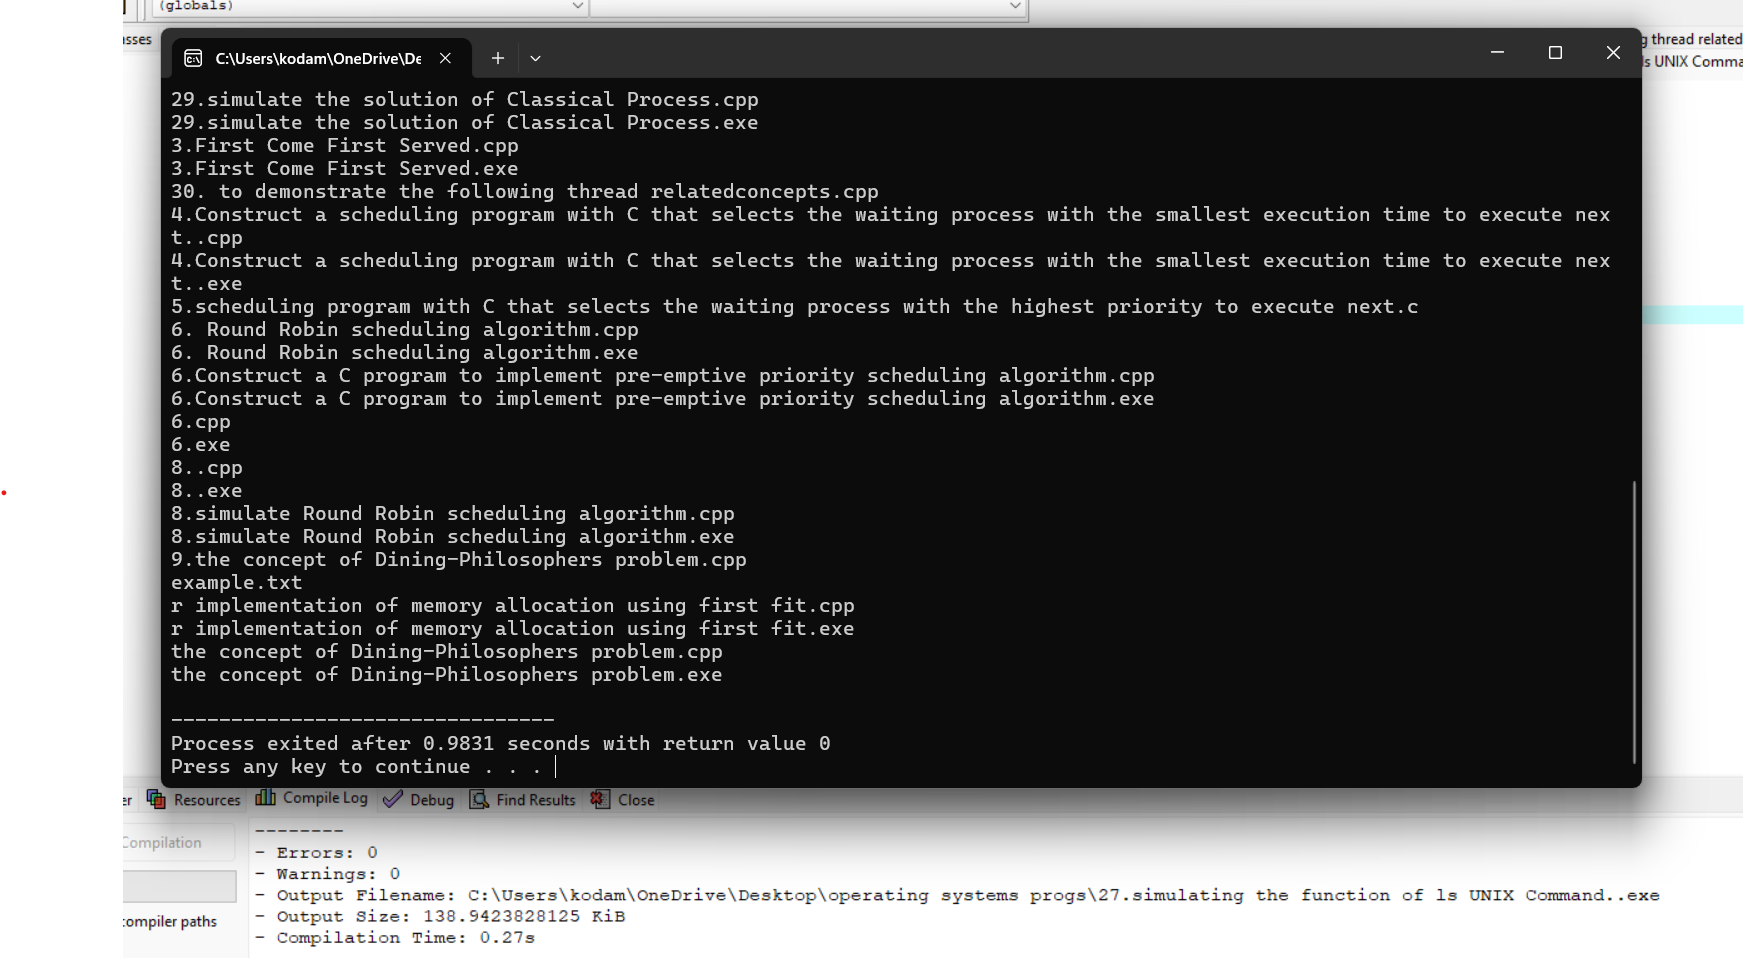 (globals)
C:\Users\kodam\OneDrive\De
thread related
ls UNIX Comma
29.simulate the solution of Classical Process.cpp
29.simulate the solution of Classical Process.exe
3.First Come First Served.cpp
3.First Come First Served.exe
30. to demonstrate the following thread relatedconcepts.cpp
4.Construct a scheduling program with C that selects the waiting process with the smallest execution time to execute nex
t..cpp
4.Construct a scheduling program with C that selects the waiting process with the smallest execution time to execute nex
t..exe
5.scheduling program with C that selects the waiting process with the highest priority to execute next.c
6. Round Robin scheduling algorithm.cpp
6. Round Robin scheduling algorithm.exe
6.Construct a C program to implement pre-emptive priority scheduling algorithm.cpp
6.Construct a C program to implement pre-emptive priority scheduling algorithm.exe
6.cpp
6.exe
8..cpp
8..exe
8.simulate Round Robin scheduling algorithm.cpp
8.simulate Round Robin scheduling algorithm.exe
9.the concept of Dining-Philosophers problem.cpp
example.txt
r implementation of memory allocation using first fit.cpp
r implementation of memory allocation using first fit.exe
the concept of Dining-Philosophers problem.cpp
the concept of Dining-Philosophers problem.exe
--------------------------------
Process exited after 0.9831 seconds with return value 0
Press any key to continue . . .
er Resources Compile Log Debug Find Results Close
Compilation
compiler paths
--------
- Errors: 0
- Warnings: 0
- Output Filename: C:\Users\kodam\OneDrive\Desktop\operating systems progs\27.simulating the function of ls UNIX Command..exe
- Output Size: 138.9423828125 KiB
- Compilation Time: 0.27s